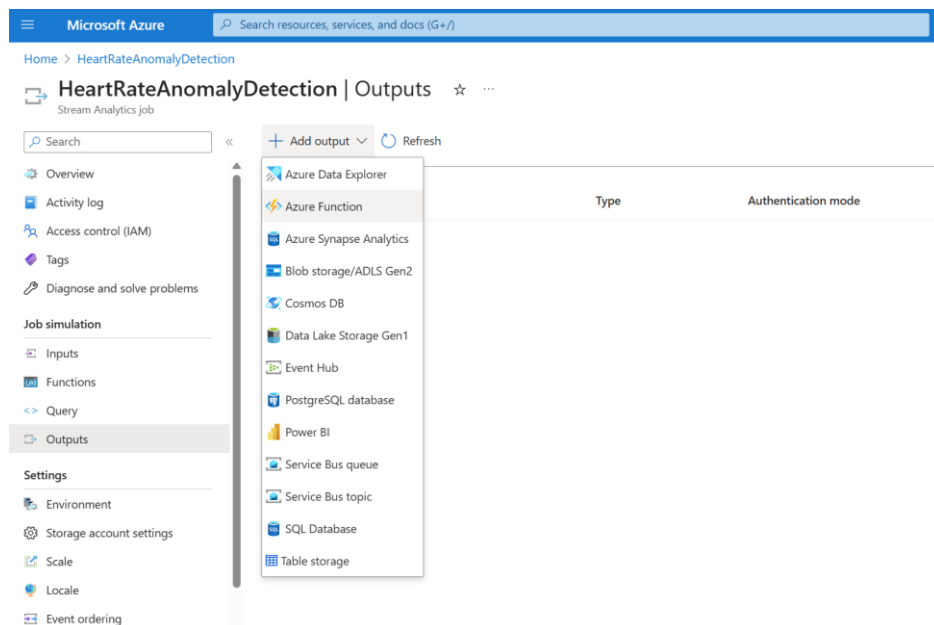 Microsoft Azure
Search resources, services, and docs (G+/)
Home > HeartRateAnomalyDetection
HeartRateAnomalyDetection | Outputs
Stream Analytics job
Search
Add output
Refresh
Overview
Activity log
Access control (IAM)
Tags
Diagnose and solve problems
Job simulation
Inputs
Functions
Query
Outputs
Settings
Environment
Storage account settings
Scale
Locale
Event ordering
Azure Data Explorer
Azure Function
Azure Synapse Analytics
Blob storage/ADLS Gen2
Cosmos DB
Data Lake Storage Gen1
Event Hub
PostgreSQL database
Power BI
Service Bus queue
Service Bus topic
SQL Database
Table storage
Type
Authentication mode